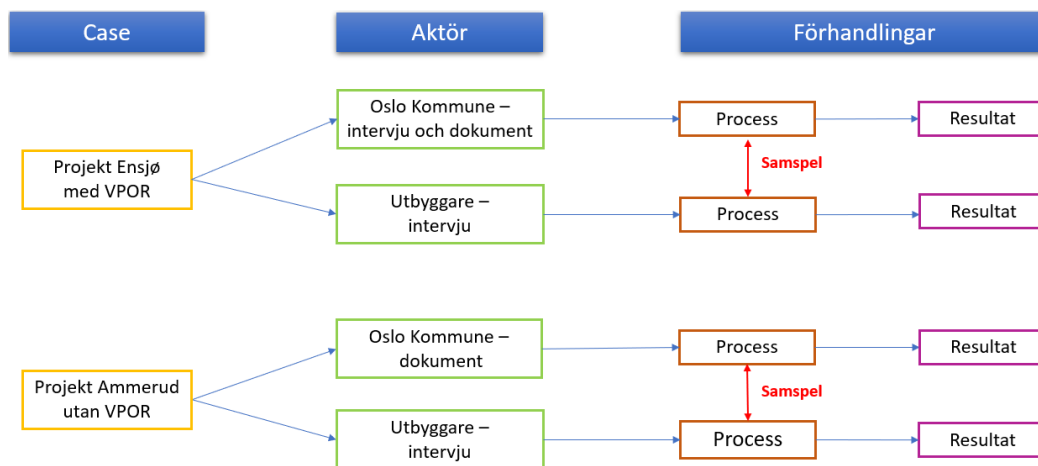 Case
Aktör
Förhandlingar
Oslo Kommune –
intervju och dokument
Process
Resultat
Projekt Ensjø
med VPOR
Samspel
Utbyggare –
intervju
Process
Resultat
Oslo Kommune –
dokument
Process
Resultat
Projekt Ammerud
utan VPOR
Samspel
Utbyggare –
intervju
Process
Resultat